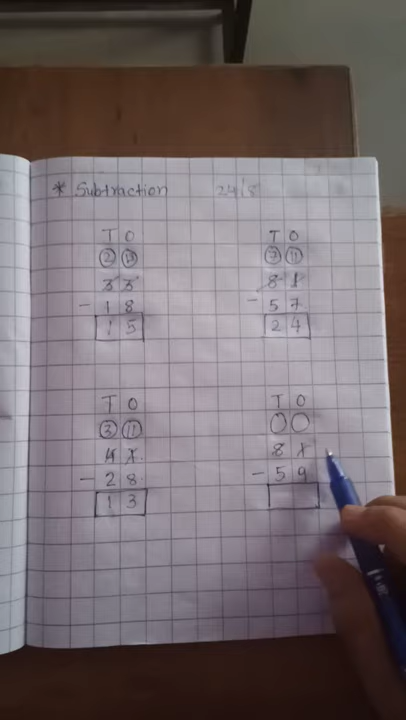 * Subtraction 24/8
T O
2 13
3 3
- 1 8
1 5
T O
7 11
8 1
- 5 7
2 4
T O
3 11
4 1
- 2 8
1 3
T O
8 1
- 5 9